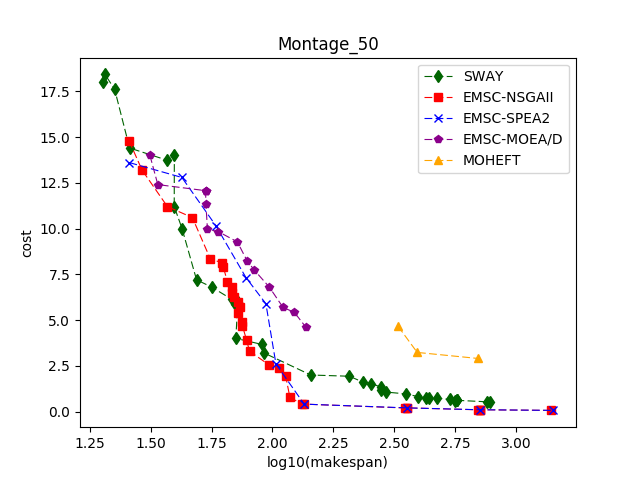 Montage_50
SWAY
EMSC-NSGAII
EMSC-SPEA2
EMSC-MOEA/D
MOHEFT
17.5
15.0
12.5
10.0
7.5
5.0
2.5
0.0
cost
1.25 1.50 1.75 2.00 2.25 2.50 2.75 3.00
log10(makespan)